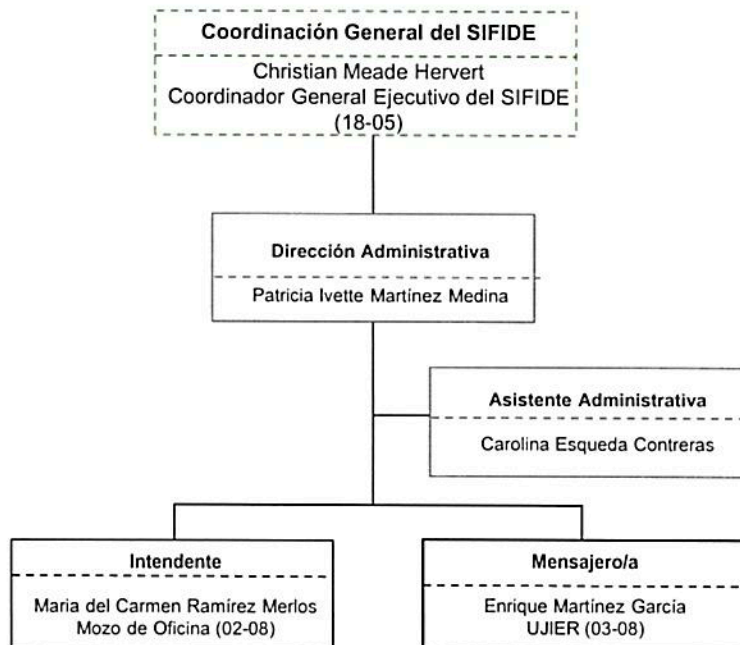 Coordinación General del SIFIDE
Christian Meade Hervert
Coordinador General Ejecutivo del SIFIDE
(18-05)
Dirección Administrativa
Patricia Ivette Martínez Medina
Asistente Administrativa
Carolina Esqueda Contreras
Intendente
Maria del Carmen Ramírez Merlos
Mozo de Oficina (02-08)
Mensajero/a
Enrique Martínez García
UJIER (03-08)